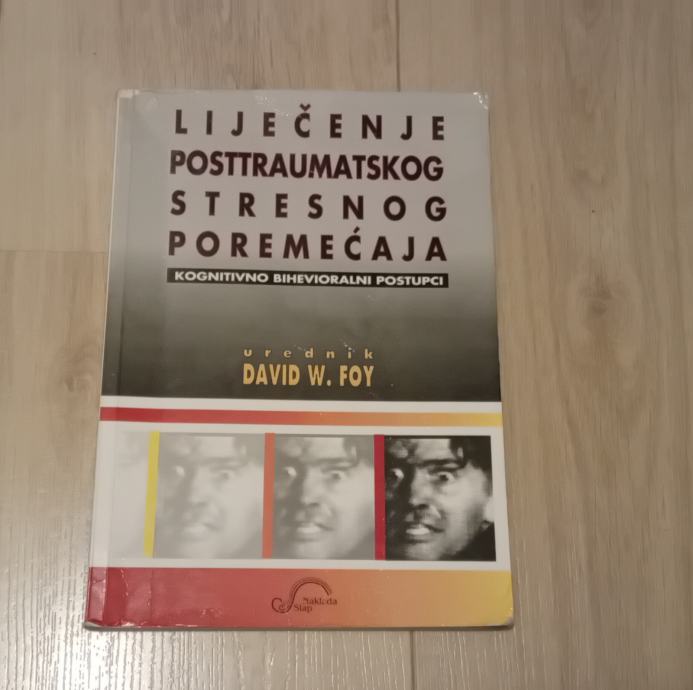 LIJEČENJE
POSTTRAUMATSKOG
STRESNOG
POREMEĆAJA
KOGNITIVNO BIHEVIORALNI POSTUPCI
urednik
DAVID W. FOY
Naklada
Slap